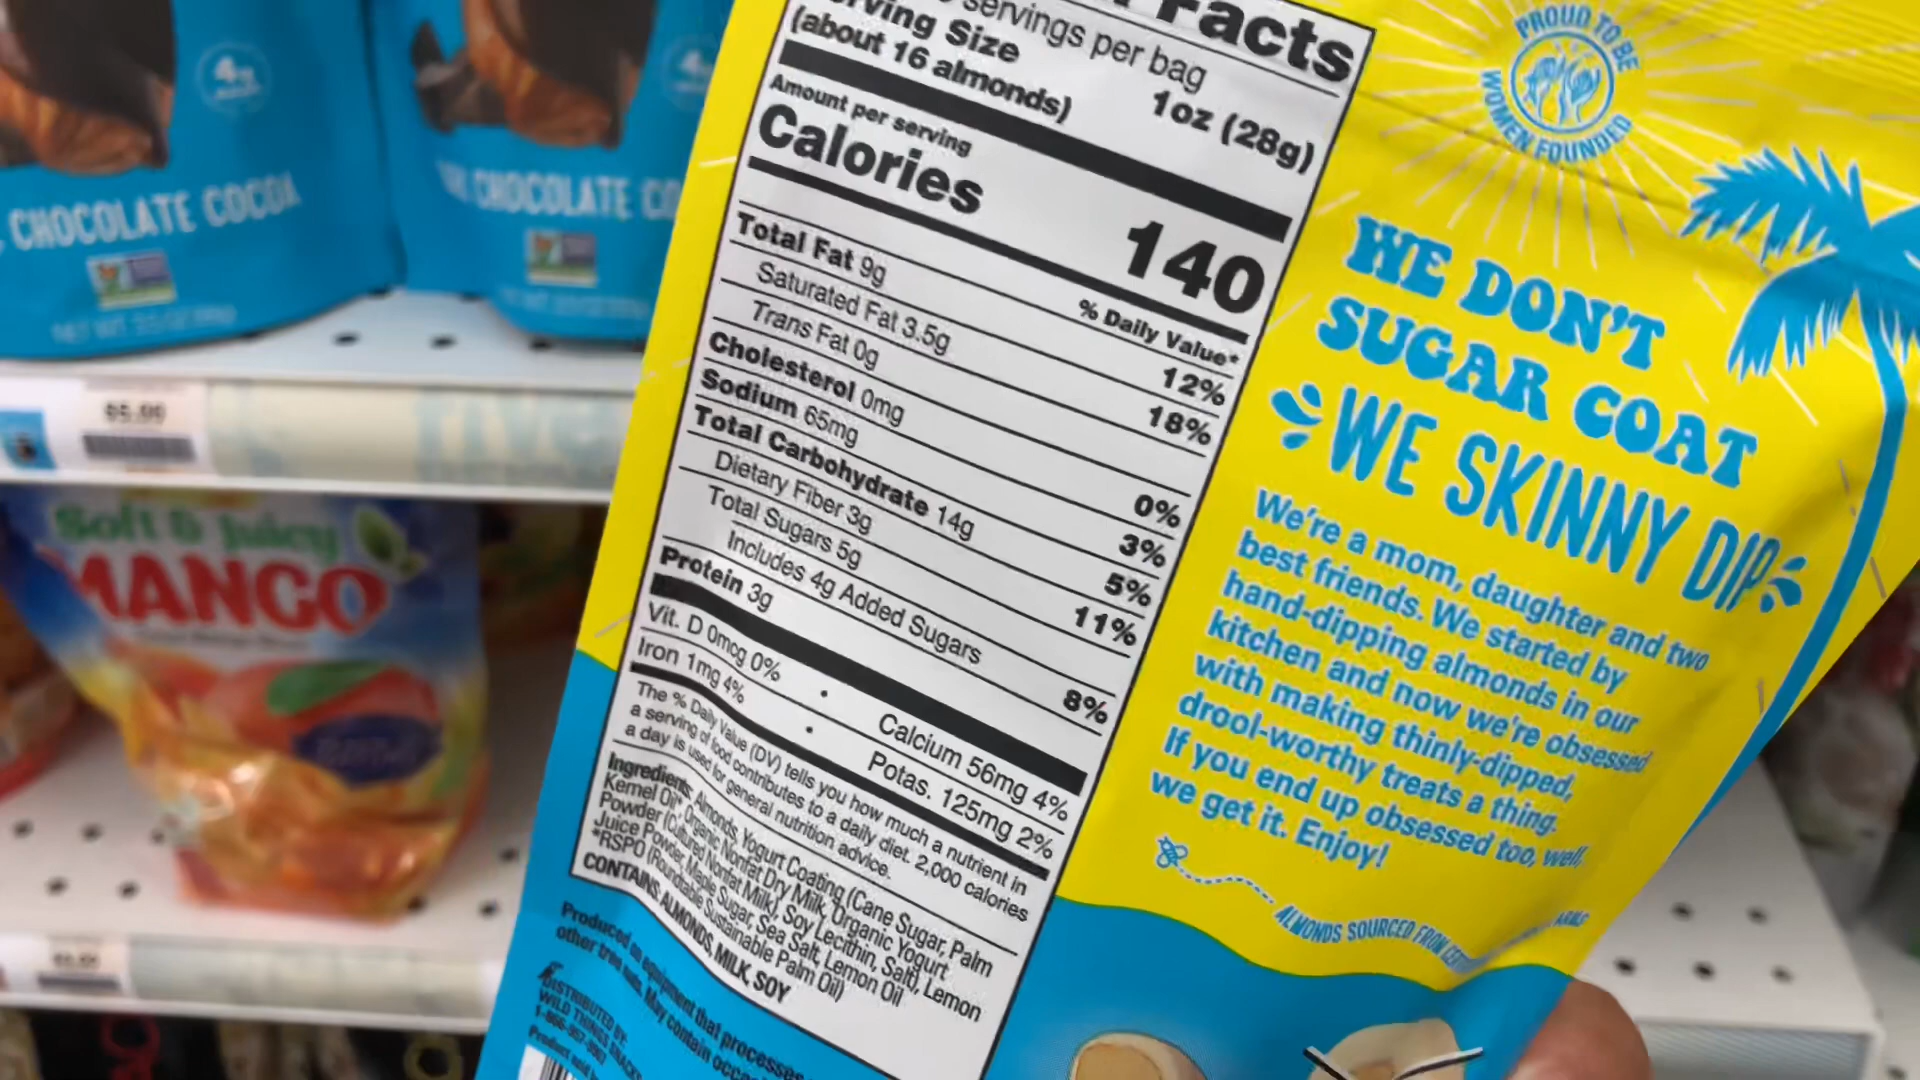 Facts
servings per bag
Size
1oz (28g)
(about 16 almonds)
Amount per serving
Calories 140
% Daily Value*
Total Fat 9g 12%
Saturated Fat 3.5g 18%
Trans Fat 0g
Cholesterol 0mg 0%
Sodium 65mg 3%
Total Carbohydrate 14g 5%
Dietary Fiber 3g 11%
Total Sugars 5g
Includes 4g Added Sugars 8%
Protein 3g
Vit. D 0mcg 0% • Calcium 56mg 4%
Iron 1mg 4% • Potas. 125mg 2%
The % Daily Value (DV) tells you how much a nutrient in
a serving of food contributes to a daily diet. 2,000 calories
a day is used for general nutrition advice.
Ingredients: Almonds, Yogurt Coating (Cane Sugar, Palm
Kernel Oil*, Organic Nonfat Dry Milk, Organic Yogurt
Powder (Cultured Nonfat Milk), Soy Lecithin, Salt), Lemon
Juice Powder, Maple Sugar, Sea Salt, Lemon Oil
*RSPO (Roundtable Sustainable Palm Oil)
CONTAINS: ALMONDS, MILK, SOY
Produced on equipment that processes
other tree nuts. May contain
DISTRIBUTED BY:
WILD THINGS SNACKS
Product
PROUD TO BE
WOMEN FOUNDED
WE DON'T
SUGAR COAT
WE SKINNY DIP
We're a mom, daughter and two
best friends. We started by
hand-dipping almonds in our
kitchen and now we're obsessed
with making thinly-dipped,
drool-worthy treats a thing.
If you end up obsessed too, well,
we get it. Enjoy!
ALMONDS SOURCED FROM
CHOCOLATE COCOA
CHOCOLATE
$5.00
Soft & Juicy
MANGO